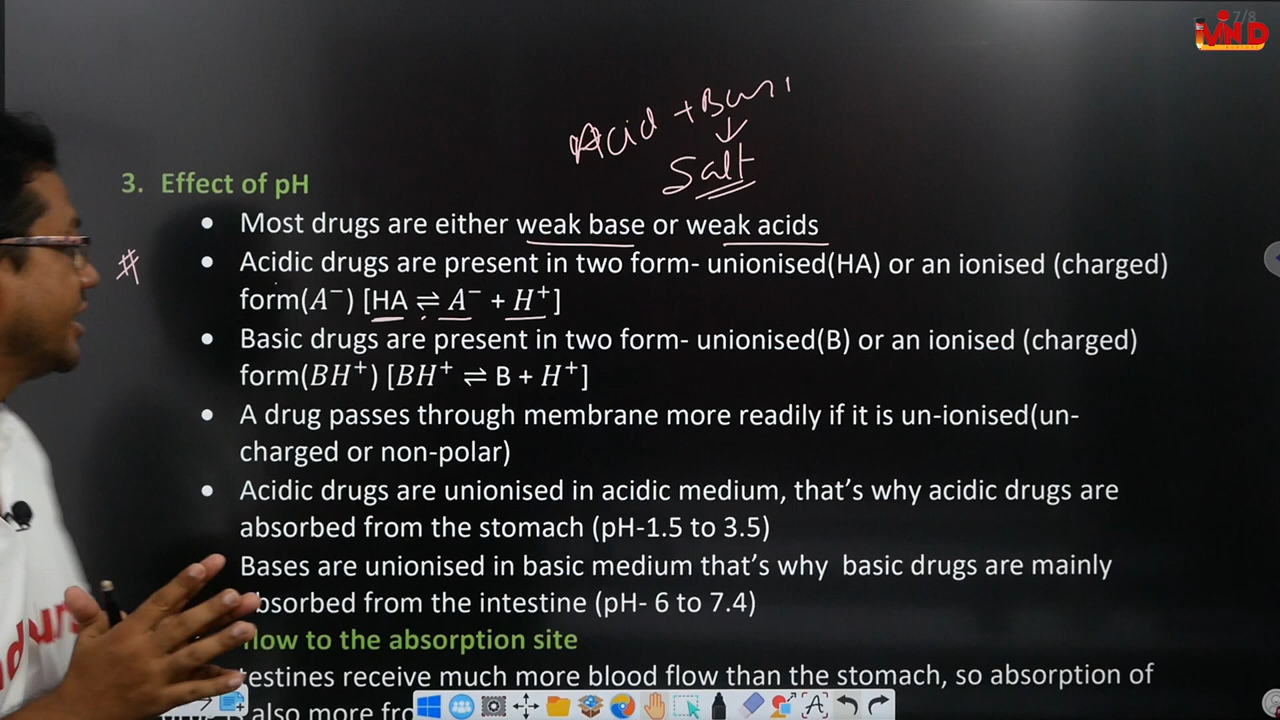 7/8
MND
Acid + Basi
↓
Salt
3. Effect of pH
• Most drugs are either weak base or weak acids
# • Acidic drugs are present in two form- unionised(HA) or an ionised (charged)
form(A⁻) [HA ⇌ A⁻ + H⁺]
• Basic drugs are present in two form- unionised(B) or an ionised (charged)
form(BH⁺) [BH⁺ ⇌ B + H⁺]
• A drug passes through membrane more readily if it is un-ionised(un-
charged or non-polar)
• Acidic drugs are unionised in acidic medium, that's why acidic drugs are
absorbed from the stomach (pH-1.5 to 3.5)
Bases are unionised in basic medium that's why basic drugs are mainly
bsorbed from the intestine (pH- 6 to 7.4)
flow to the absorption site
testines receive much more blood flow than the stomach, so absorption of
also more fro